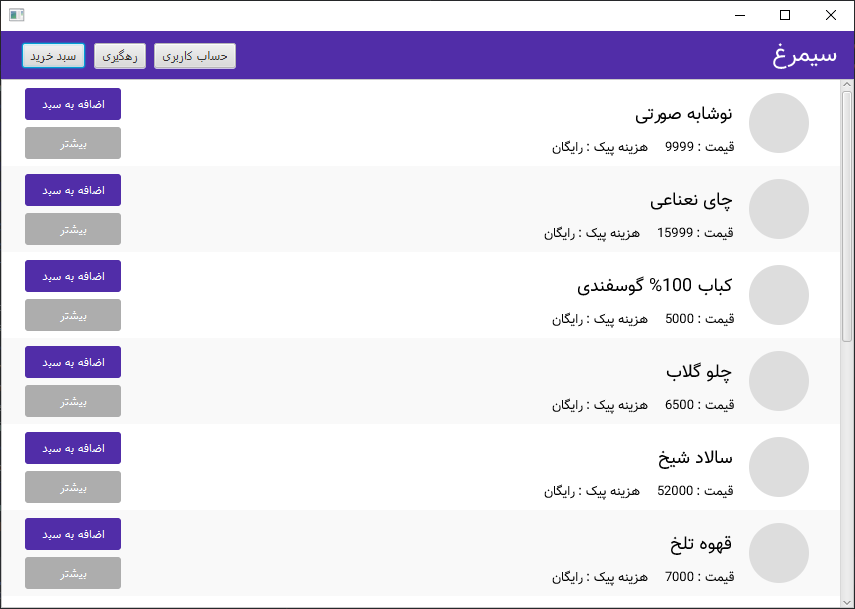 سیمرغ
حساب کاربری
رهگیری
سبد خرید
نوشابه صورتی
قیمت : 9999 هزینه پیک : رایگان
اضافه به سبد
بیشتر
چای نعناعی
قیمت : 15999 هزینه پیک : رایگان
اضافه به سبد
بیشتر
کباب 100% گوسفندی
قیمت : 5000 هزینه پیک : رایگان
اضافه به سبد
بیشتر
چلو گلاب
قیمت : 6500 هزینه پیک : رایگان
اضافه به سبد
بیشتر
سالاد شیخ
قیمت : 52000 هزینه پیک : رایگان
اضافه به سبد
بیشتر
قهوه تلخ
قیمت : 7000 هزینه پیک : رایگان
اضافه به سبد
بیشتر